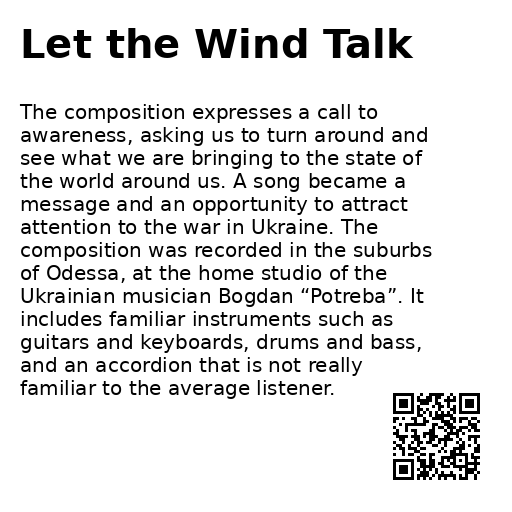 Let the Wind Talk
The composition expresses a call to
awareness, asking us to turn around and
see what we are bringing to the state of
the world around us. A song became a
message and an opportunity to attract
attention to the war in Ukraine. The
composition was recorded in the suburbs
of Odessa, at the home studio of the
Ukrainian musician Bogdan “Potreba”. It
includes familiar instruments such as
guitars and keyboards, drums and bass,
and an accordion that is not really
familiar to the average listener.